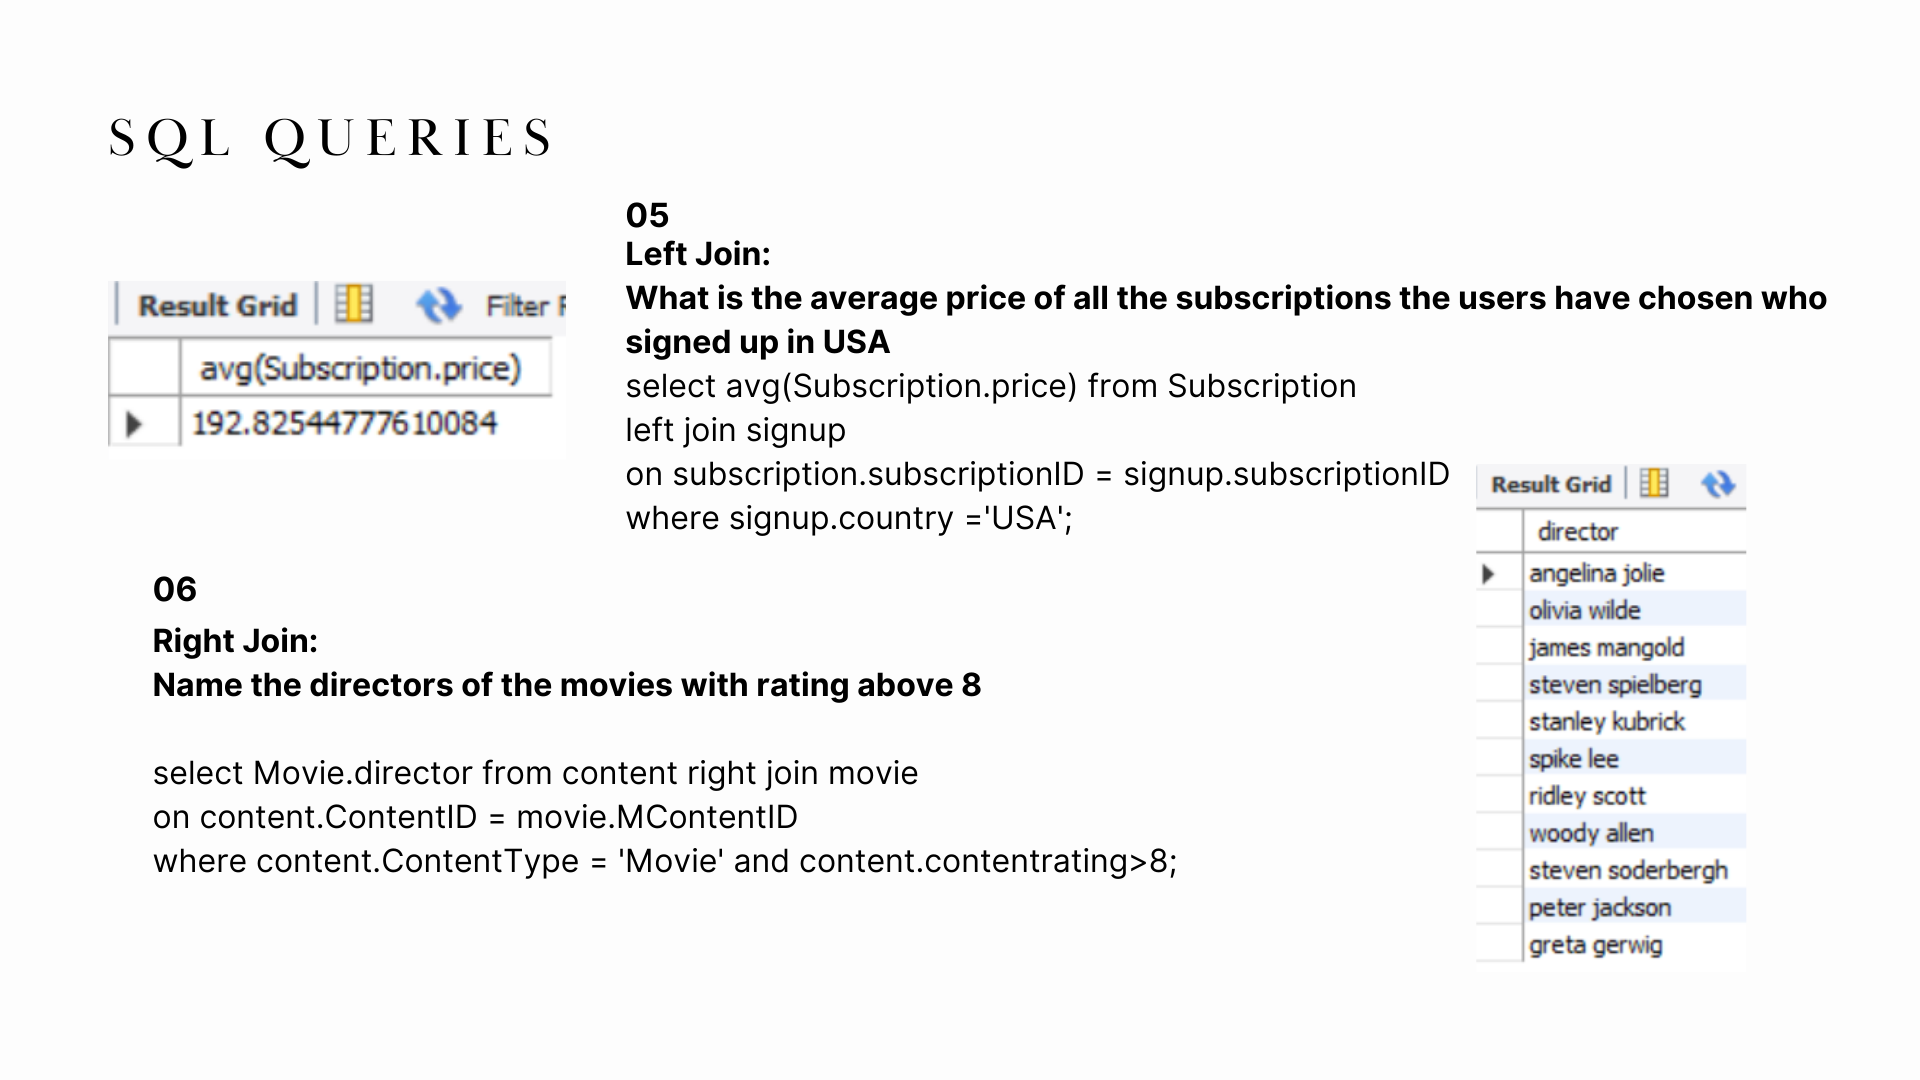 SQL QUERIES
05
Left Join:
What is the average price of all the subscriptions the users have chosen who
signed up in USA
select avg(Subscription.price) from Subscription
left join signup
on subscription.subscriptionID = signup.subscriptionID
where signup.country ='USA';
Result Grid Filter
avg(Subscription.price)
192.82544777610084
06
Right Join:
Name the directors of the movies with rating above 8
select Movie.director from content right join movie
on content.ContentID = movie.MContentID
where content.ContentType = 'Movie' and content.contentrating>8;
Result Grid
director
angelina jolie
olivia wilde
james mangold
steven spielberg
stanley kubrick
spike lee
ridley scott
woody allen
steven soderbergh
peter jackson
greta gerwig